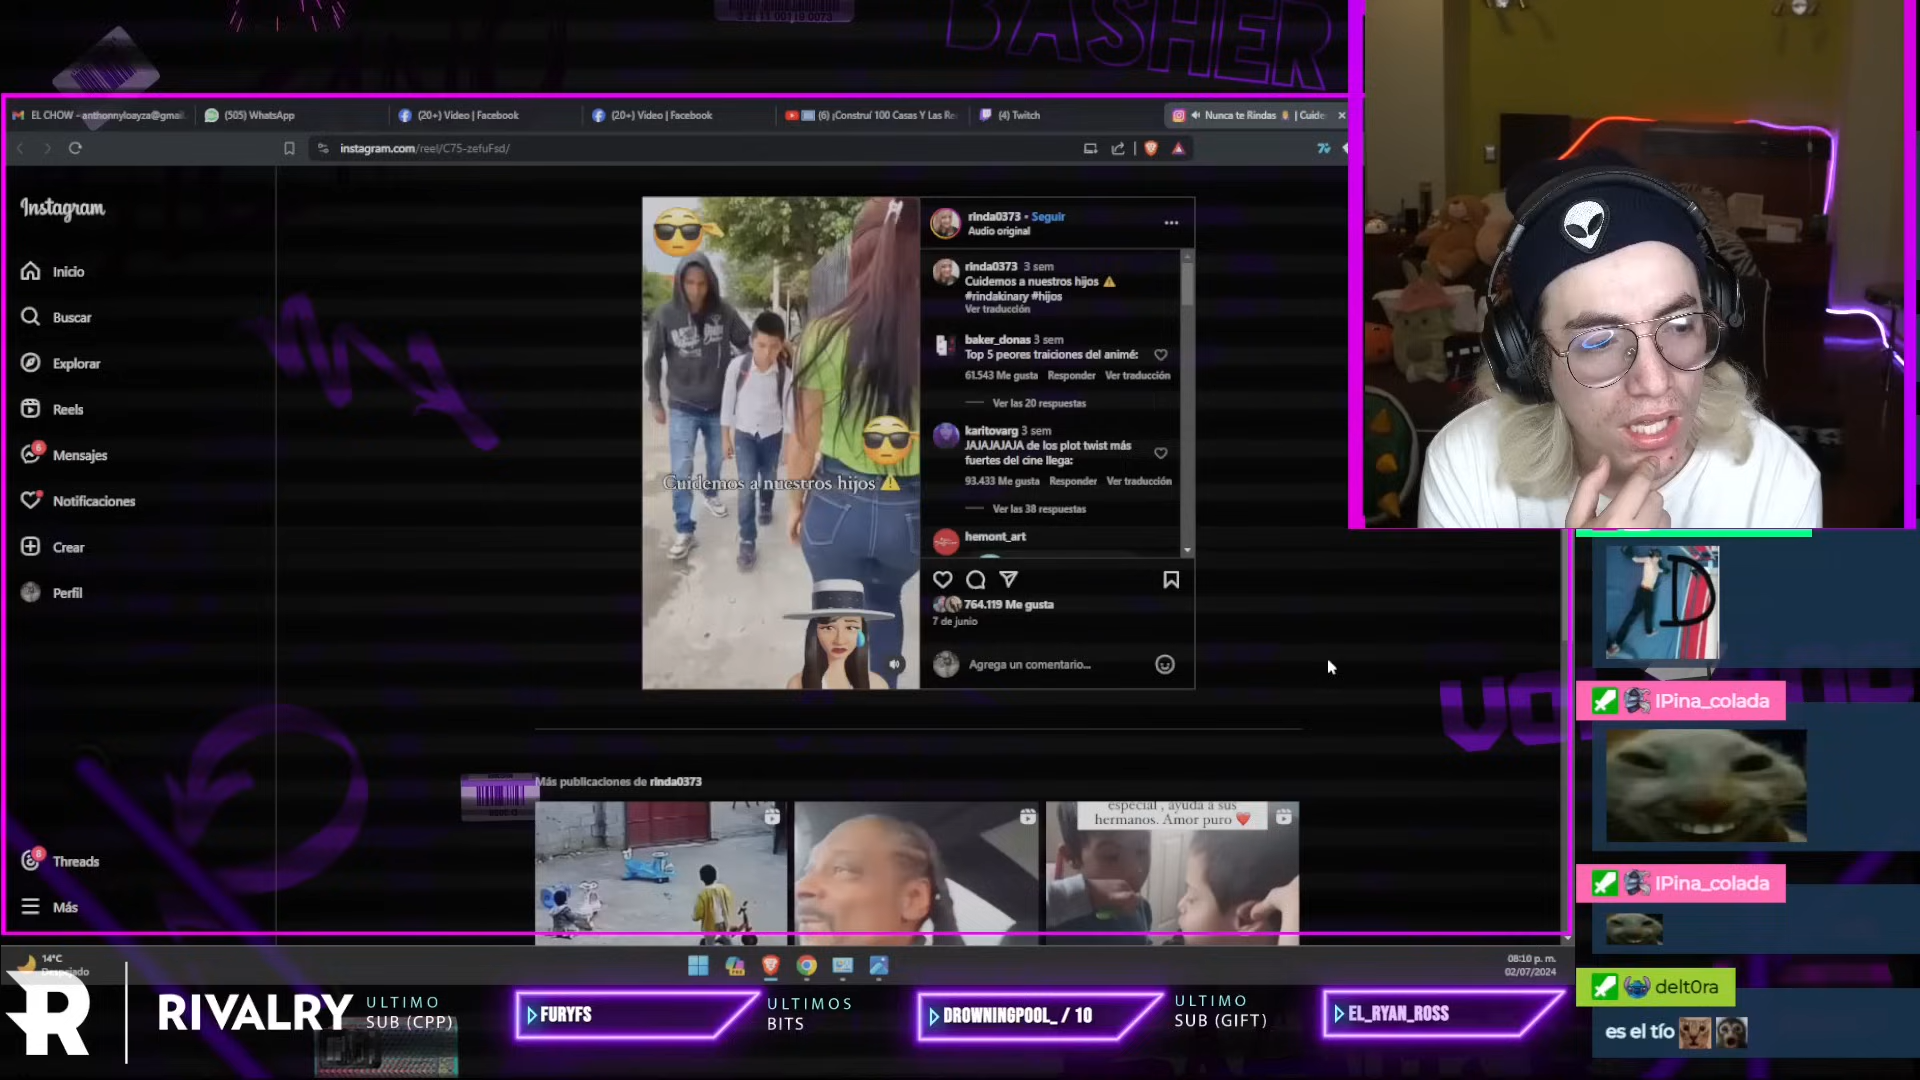 BASHER
EL CHOW - anthonnyloayza@gmail.
(505) WhatsApp
(20+) Video | Facebook
(20+) Video | Facebook
(6) ¡Construí 100 Casas Y Las Re
(4) Twitch
Nunca te Rindas
| Cuide
instagram.com/reel/C75-zefuFsd/
Instagram
Inicio
Buscar
Explorar
Reels
6
Mensajes
Notificaciones
Crear
Perfil
8
Threads
Más
Cuidemos a nuestros hijos ⚠
rinda0373 • Seguir
Audio original
rinda0373 3 sem
Cuidemos a nuestros hijos ⚠
#rindakinary #hijos
Ver traducción
baker_donas 3 sem
Top 5 peores traiciones del animé:
61.543 Me gusta Responder Ver traducción
Ver las 20 respuestas
karitovarg 3 sem
JAJAJAJAJA de los plot twist más
fuertes del cine llega:
93.433 Me gusta Responder Ver traducción
Ver las 38 respuestas
hemont_art
764.119 Me gusta
7 de junio
Agrega un comentario...
Más publicaciones de rinda0373
especial , ayuda a sus
hermanos. Amor puro ❤
14°C
Despejado
08:10 p. m.
02/07/2024
D
IPina_colada
IPina_colada
delt0ra
es el tío
R
RIVALRY
ULTIMO
SUB (CPP)
FURYFS
ULTIMOS
BITS
DROWNINGPOOL_ / 10
ULTIMO
SUB (GIFT)
EL_RYAN_ROSS